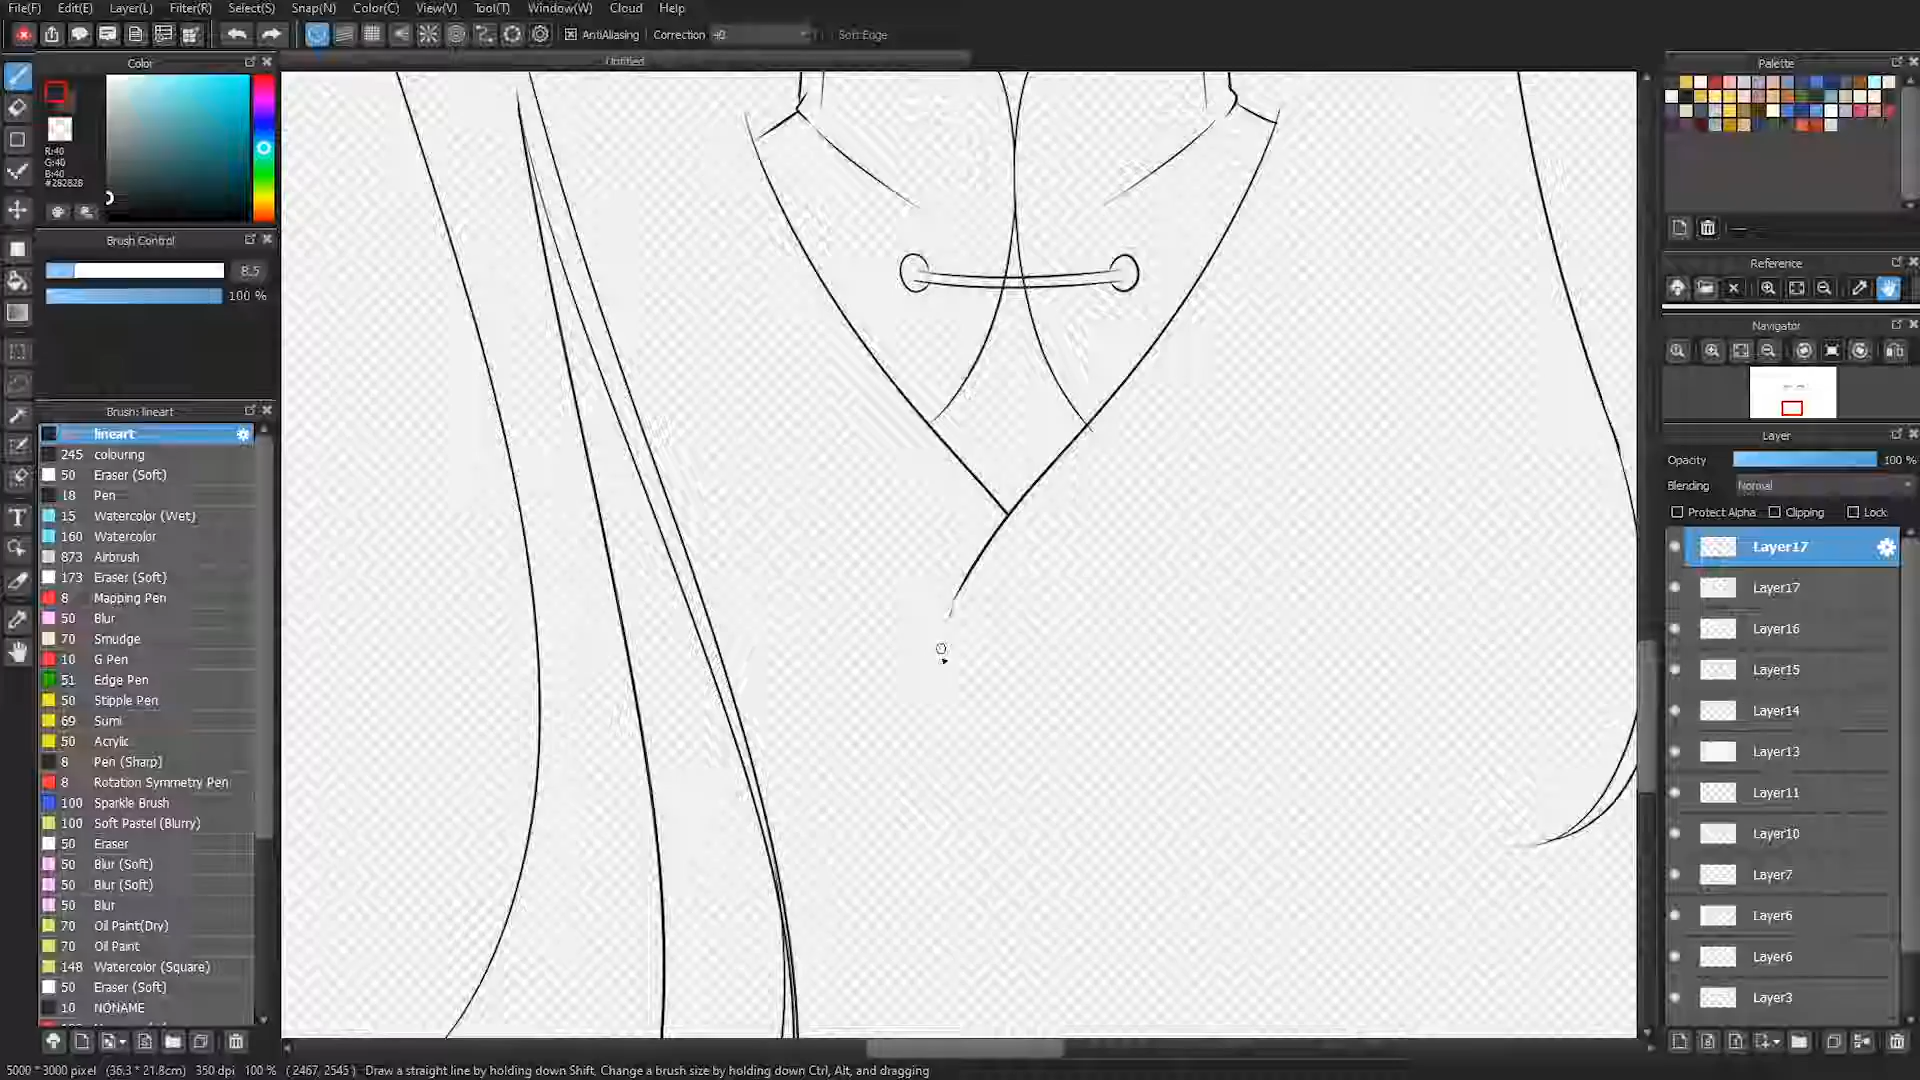 File(F) Edit(E) Layer(L) Filter(R) Select(S) Snap(N) Color(C) View(V) Tool(T) Window(W) Cloud Help
AntiAliasing Correction 40 Soft Edge
Color
Untitled
R:40
G:40
B:40
#282828
Brush Control
8.5
100 %
Brush: lineart
lineart
245 colouring
50 Eraser (Soft)
18 Pen
15 Watercolor (Wet)
160 Watercolor
873 Airbrush
173 Eraser (Soft)
8 Mapping Pen
50 Blur
70 Smudge
10 G Pen
51 Edge Pen
50 Stipple Pen
69 Sumi
50 Acrylic
8 Pen (Sharp)
8 Rotation Symmetry Pen
100 Sparkle Brush
100 Soft Pastel (Blurry)
50 Eraser
50 Blur (Soft)
50 Blur (Soft)
50 Blur
70 Oil Paint(Dry)
70 Oil Paint
148 Watercolor (Square)
50 Eraser (Soft)
10 NONAME
Palette
Reference
Navigator
Layer
Opacity 100 %
Blending Normal
Protect Alpha Clipping Lock
Layer17
Layer17
Layer16
Layer15
Layer14
Layer13
Layer11
Layer10
Layer7
Layer6
Layer6
Layer3
5000 * 3000 pixel (36.3 * 21.8cm) 350 dpi 100 % ( 2467, 2545 ) Draw a straight line by holding down Shift, Change a brush size by holding down Ctrl, Alt, and dragging